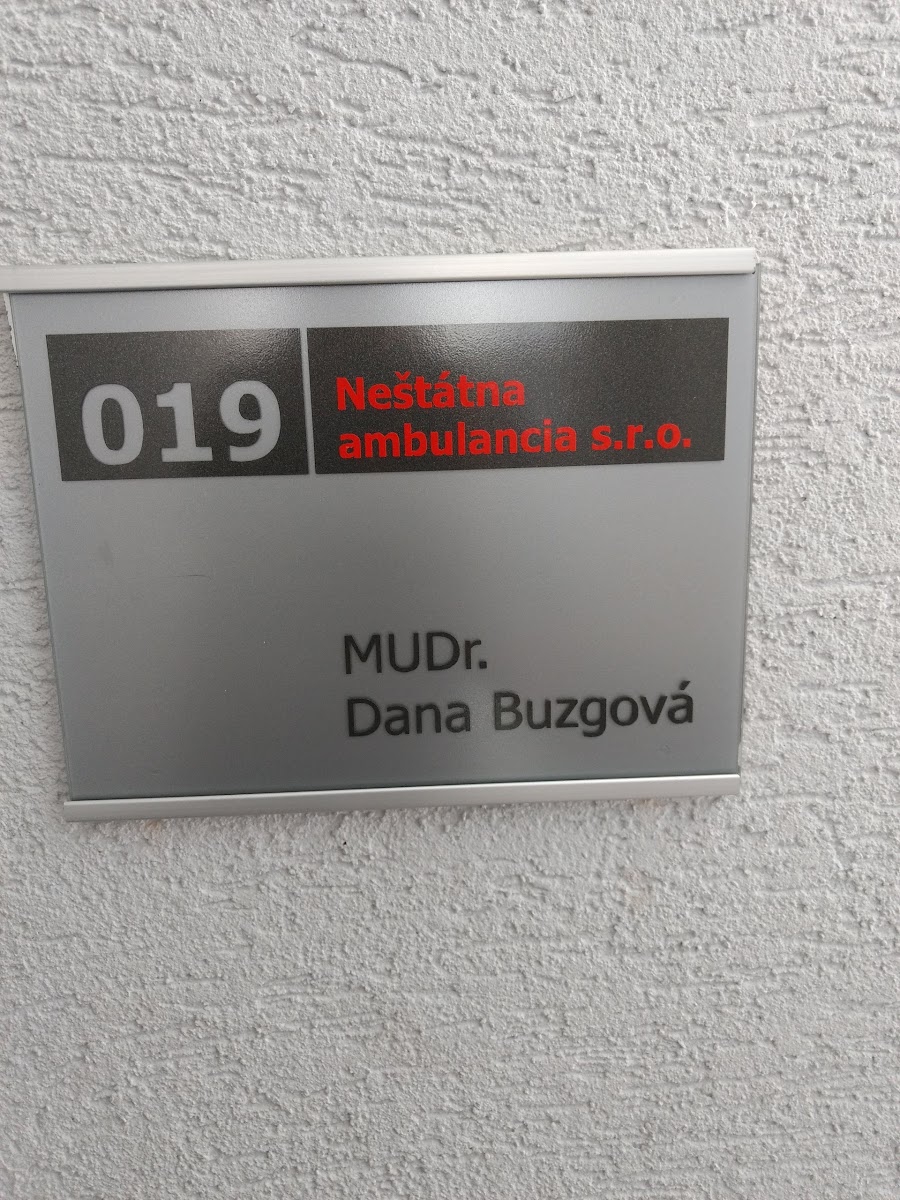 019
Neštátna
ambulancia s.r.o.
MUDr.
Dana Buzgová